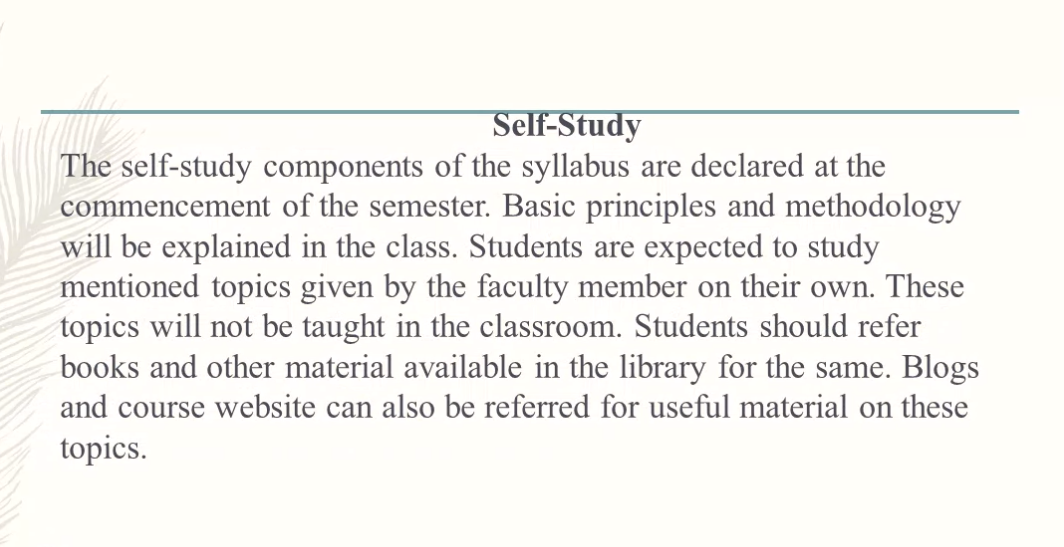 Self-Study
The self-study components of the syllabus are declared at the
commencement of the semester. Basic principles and methodology
will be explained in the class. Students are expected to study
mentioned topics given by the faculty member on their own. These
topics will not be taught in the classroom. Students should refer
books and other material available in the library for the same. Blogs
and course website can also be referred for useful material on these
topics.